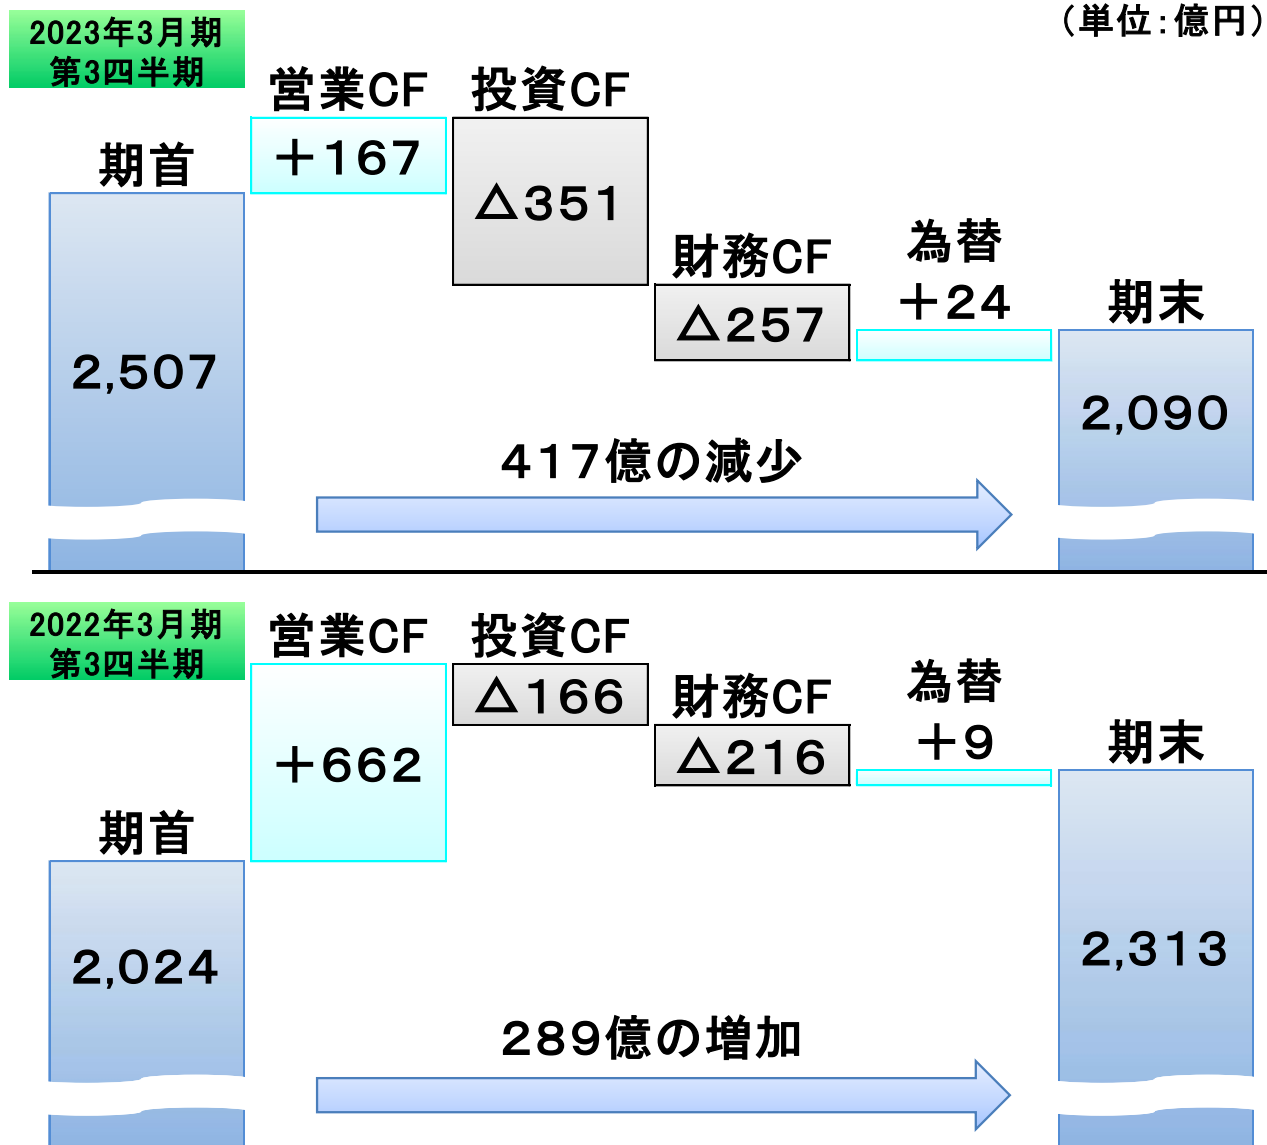 (単位:億円)
2023年3月期
第3四半期
営業CF
+167
投資CF
△351
期首
2,507
財務CF
△257
為替
+24
期末
2,090
417億の減少
2022年3月期
第3四半期
営業CF
+662
投資CF
△166
財務CF
△216
為替
+9
期末
2,313
期首
2,024
289億の増加